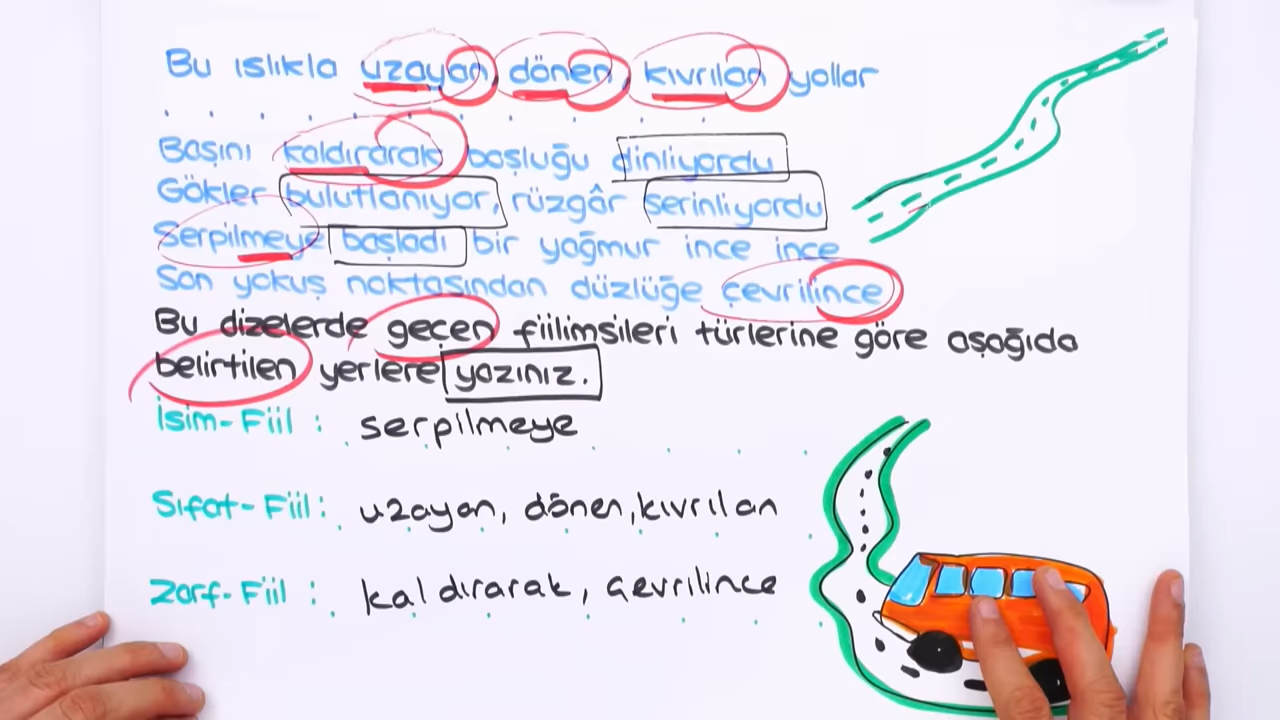 Bu ıslıkla uzayan, dönen, kıvrılan yollar
Başını kaldırarak boşluğu dinliyordu
Gökler bulutlanıyor, rüzgâr serinliyordu
Serpilmeye başladı bir yağmur ince ince
Son yokuş noktasından düzlüğe çevrilince
Bu dizelerde geçen fiilimsileri türlerine göre aşağıda
belirtilen yerlere yazınız.
İsim-Fiil : serpilmeye
Sıfat-Fiil : uzayan, dönen, kıvrılan
Zarf-Fiil : kaldırarak, çevrilince